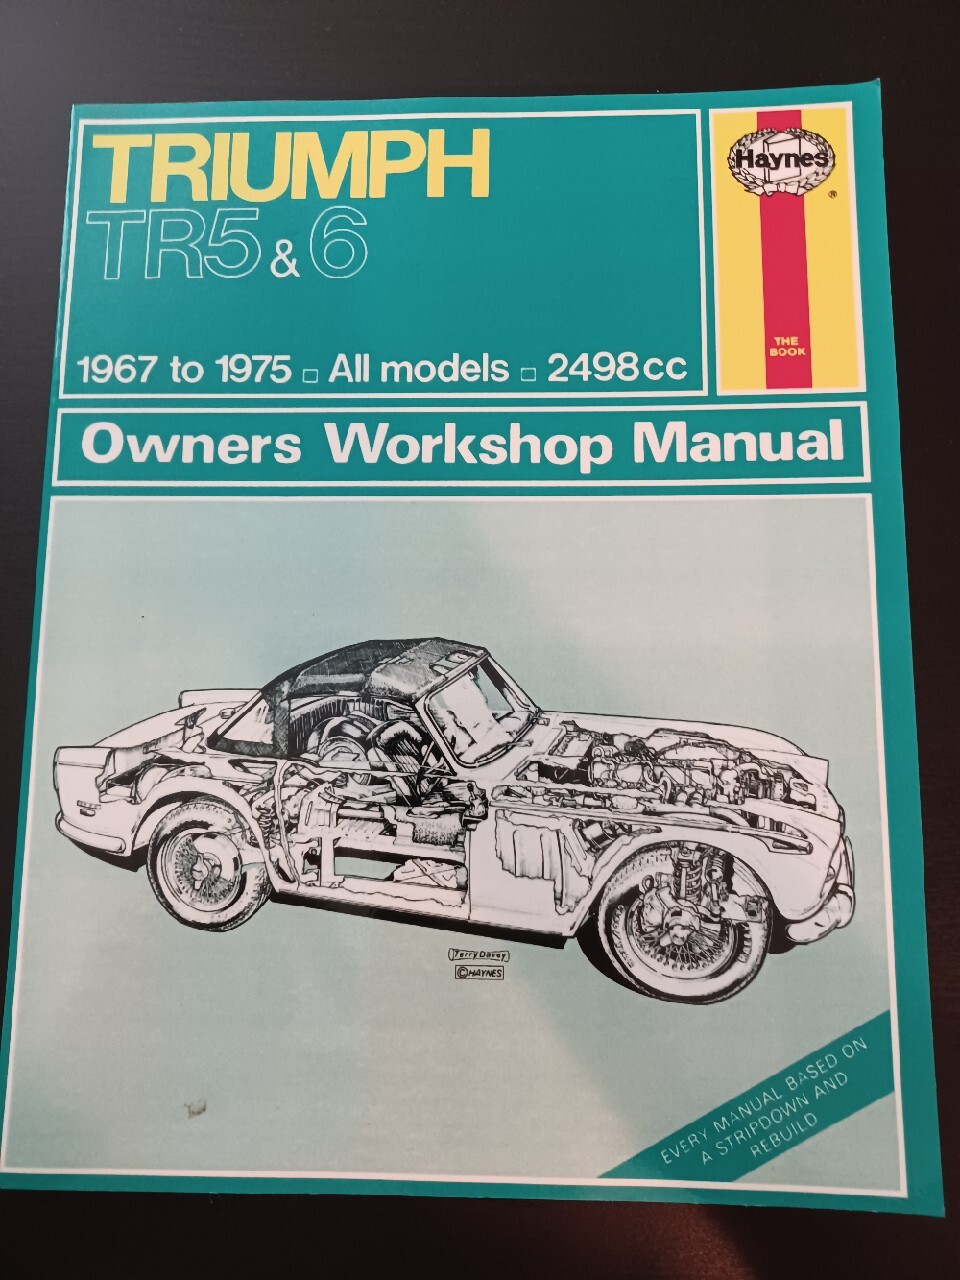 TRIUMPH
TR5 & 6
1967 to 1975 □ All models □ 2498cc
Haynes
®
THE
BOOK
Owners Workshop Manual
Terry Davey
©HAYNES
EVERY MANUAL BASED ON
A STRIPDOWN AND
REBUILD